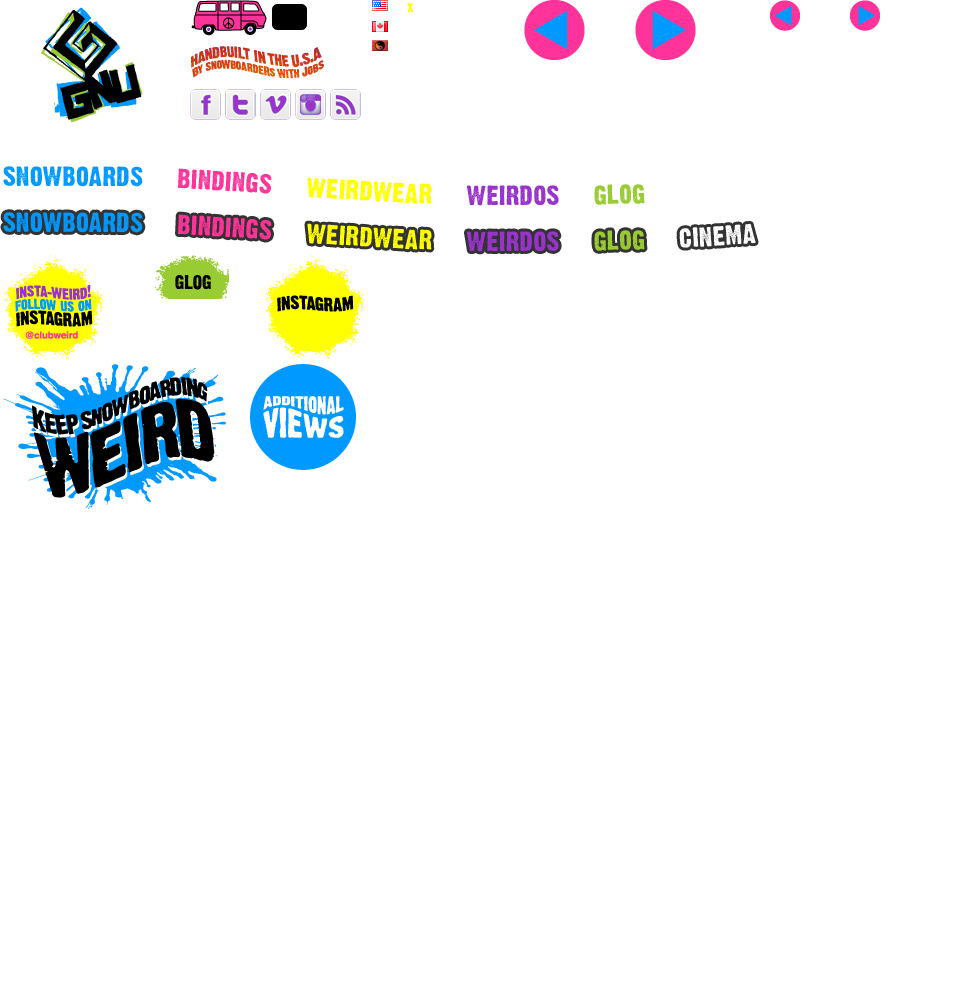 GNU
X
HANDBUILT IN THE U.S.A
BY SNOWBOARDERS WITH JOBS
SNOWBOARDS
BINDINGS
WEIRDWEAR
WEIRDOS
GLOG
SNOWBOARDS
BINDINGS
WEIRDWEAR
WEIRDOS
GLOG
CINEMA
INSTA-WEIRD!
FOLLOW US ON
INSTAGRAM
@clubweird
GLOG
INSTAGRAM
KEEP SNOWBOARDING
WEIRD
ADDITIONAL
VIEWS